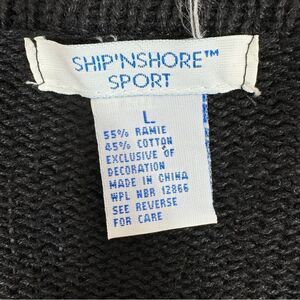 SHIP'NSHORE™
SPORT
L
55% RAMIE
45% COTTON
EXCLUSIVE OF
DECORATION
MADE IN CHINA
WPL NBR 12866
SEE REVERSE
FOR CARE